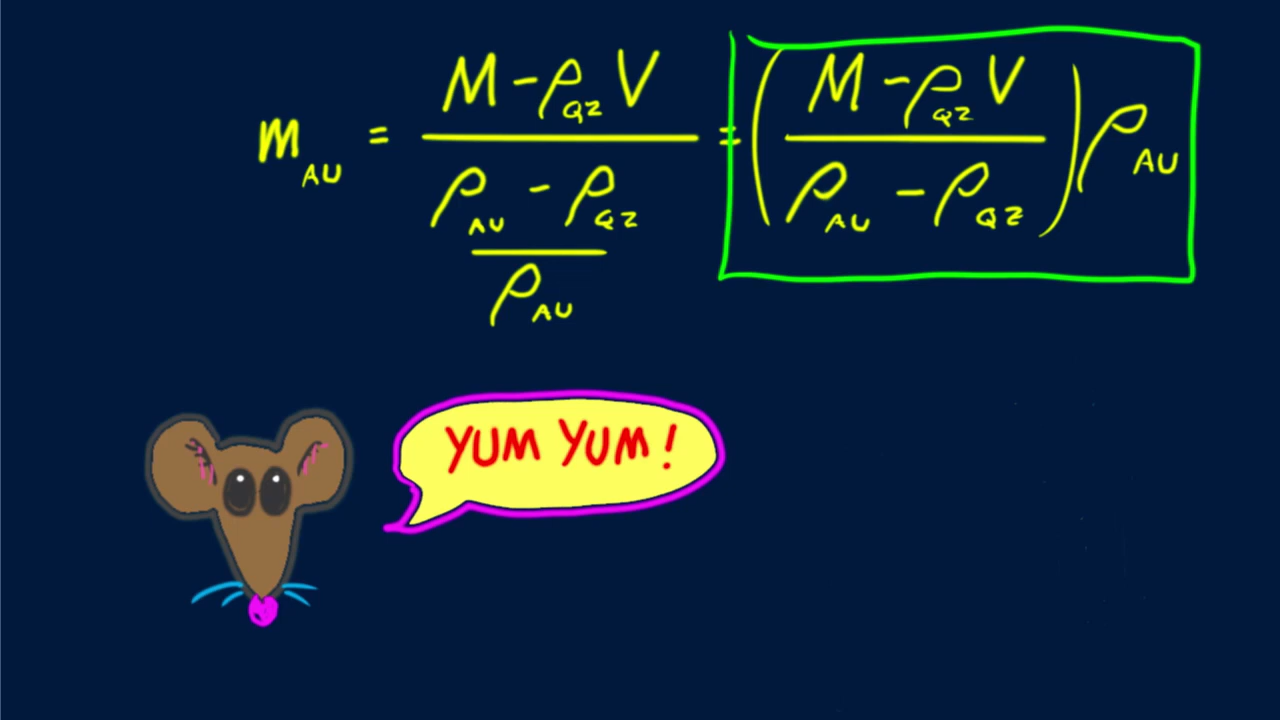 m_AU = (M - ρ_QZ V) / ((ρ_AU - ρ_QZ) / ρ_AU) = ((M - ρ_QZ V) / (ρ_AU - ρ_QZ)) ρ_AU
YUM YUM!